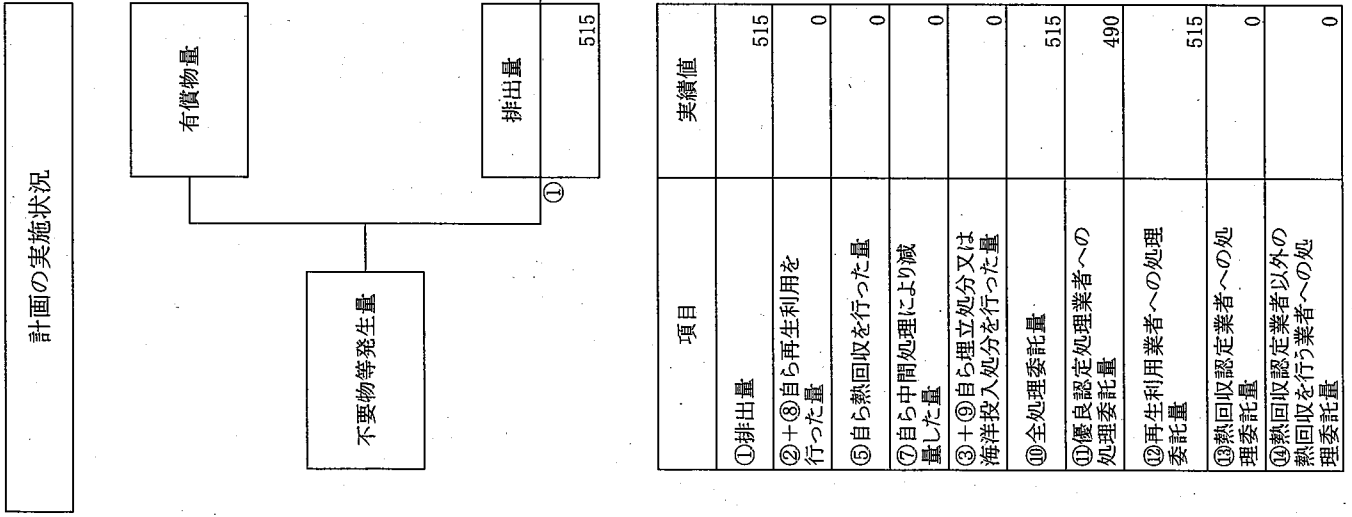 計画の実施状況
有償物量
不要物等発生量
排出量
①
515
項目
実績値
①排出量
515
②+⑧自ら再生利用を
行った量
0
⑤自ら熱回収を行った量
0
⑦自ら中間処理により減
量した量
0
③+⑨自ら埋立処分又は
海洋投入処分を行った量
0
⑩全処理委託量
515
⑪優良認定処理業者への
処理委託量
490
⑫再生利用業者への処理
委託量
515
⑬熱回収認定業者への処
理委託量
0
⑭熱回収認定業者以外の
熱回収を行う業者への処
理委託量
0